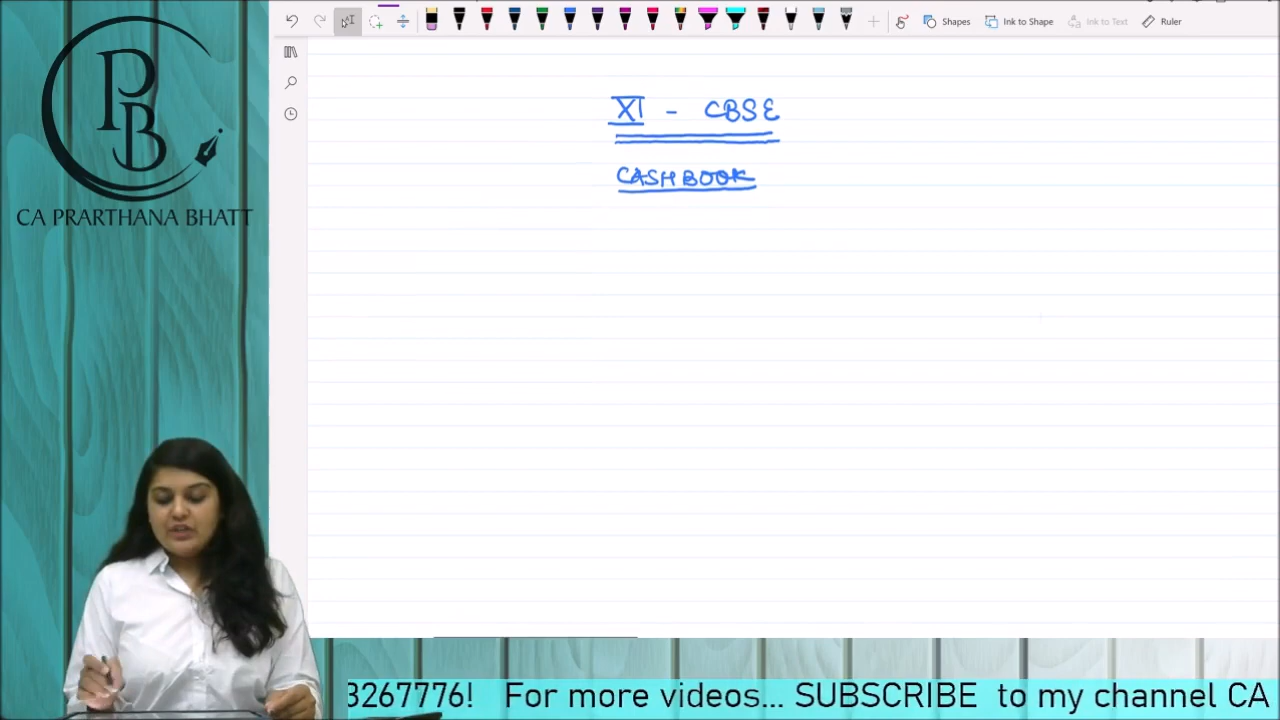 Shapes Ink to Shape Ink to Text Ruler
XI - CBSE
CASHBOOK
PB
CA PRARTHANA BHATT
3267776! For more videos... SUBSCRIBE to my channel CA